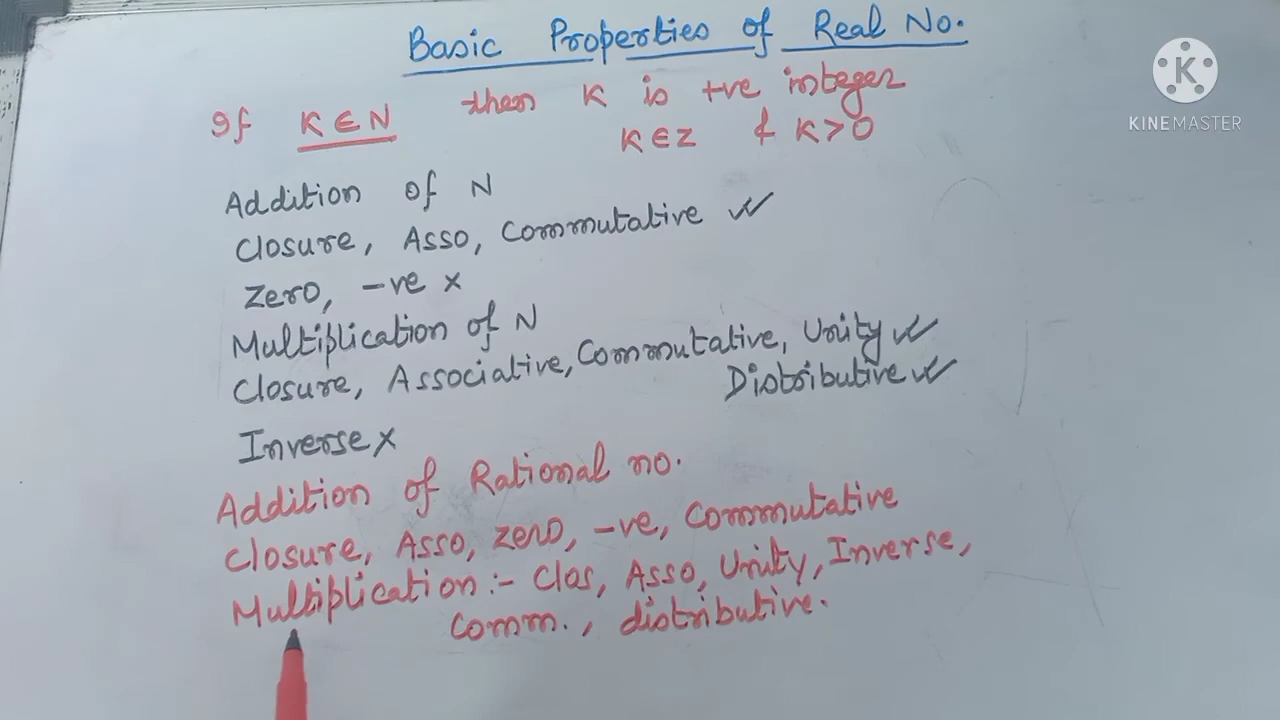 Basic Properties of Real No.
If K ∈ N then K is +ve integer
K ∈ Z & K > 0
Addition of N
Closure, Asso, Commutative ✓✓
Zero, -ve ×
Multiplication of N
Closure, Associative, Commutative, Unity ✓✓
Distributive ✓✓
Inverse ×
Addition of Rational no.
Closure, Asso, Zero, -ve, Commutative
Multiplication :- Clos, Asso, Unity, Inverse,
Comm., distributive.
K
KINEMASTER